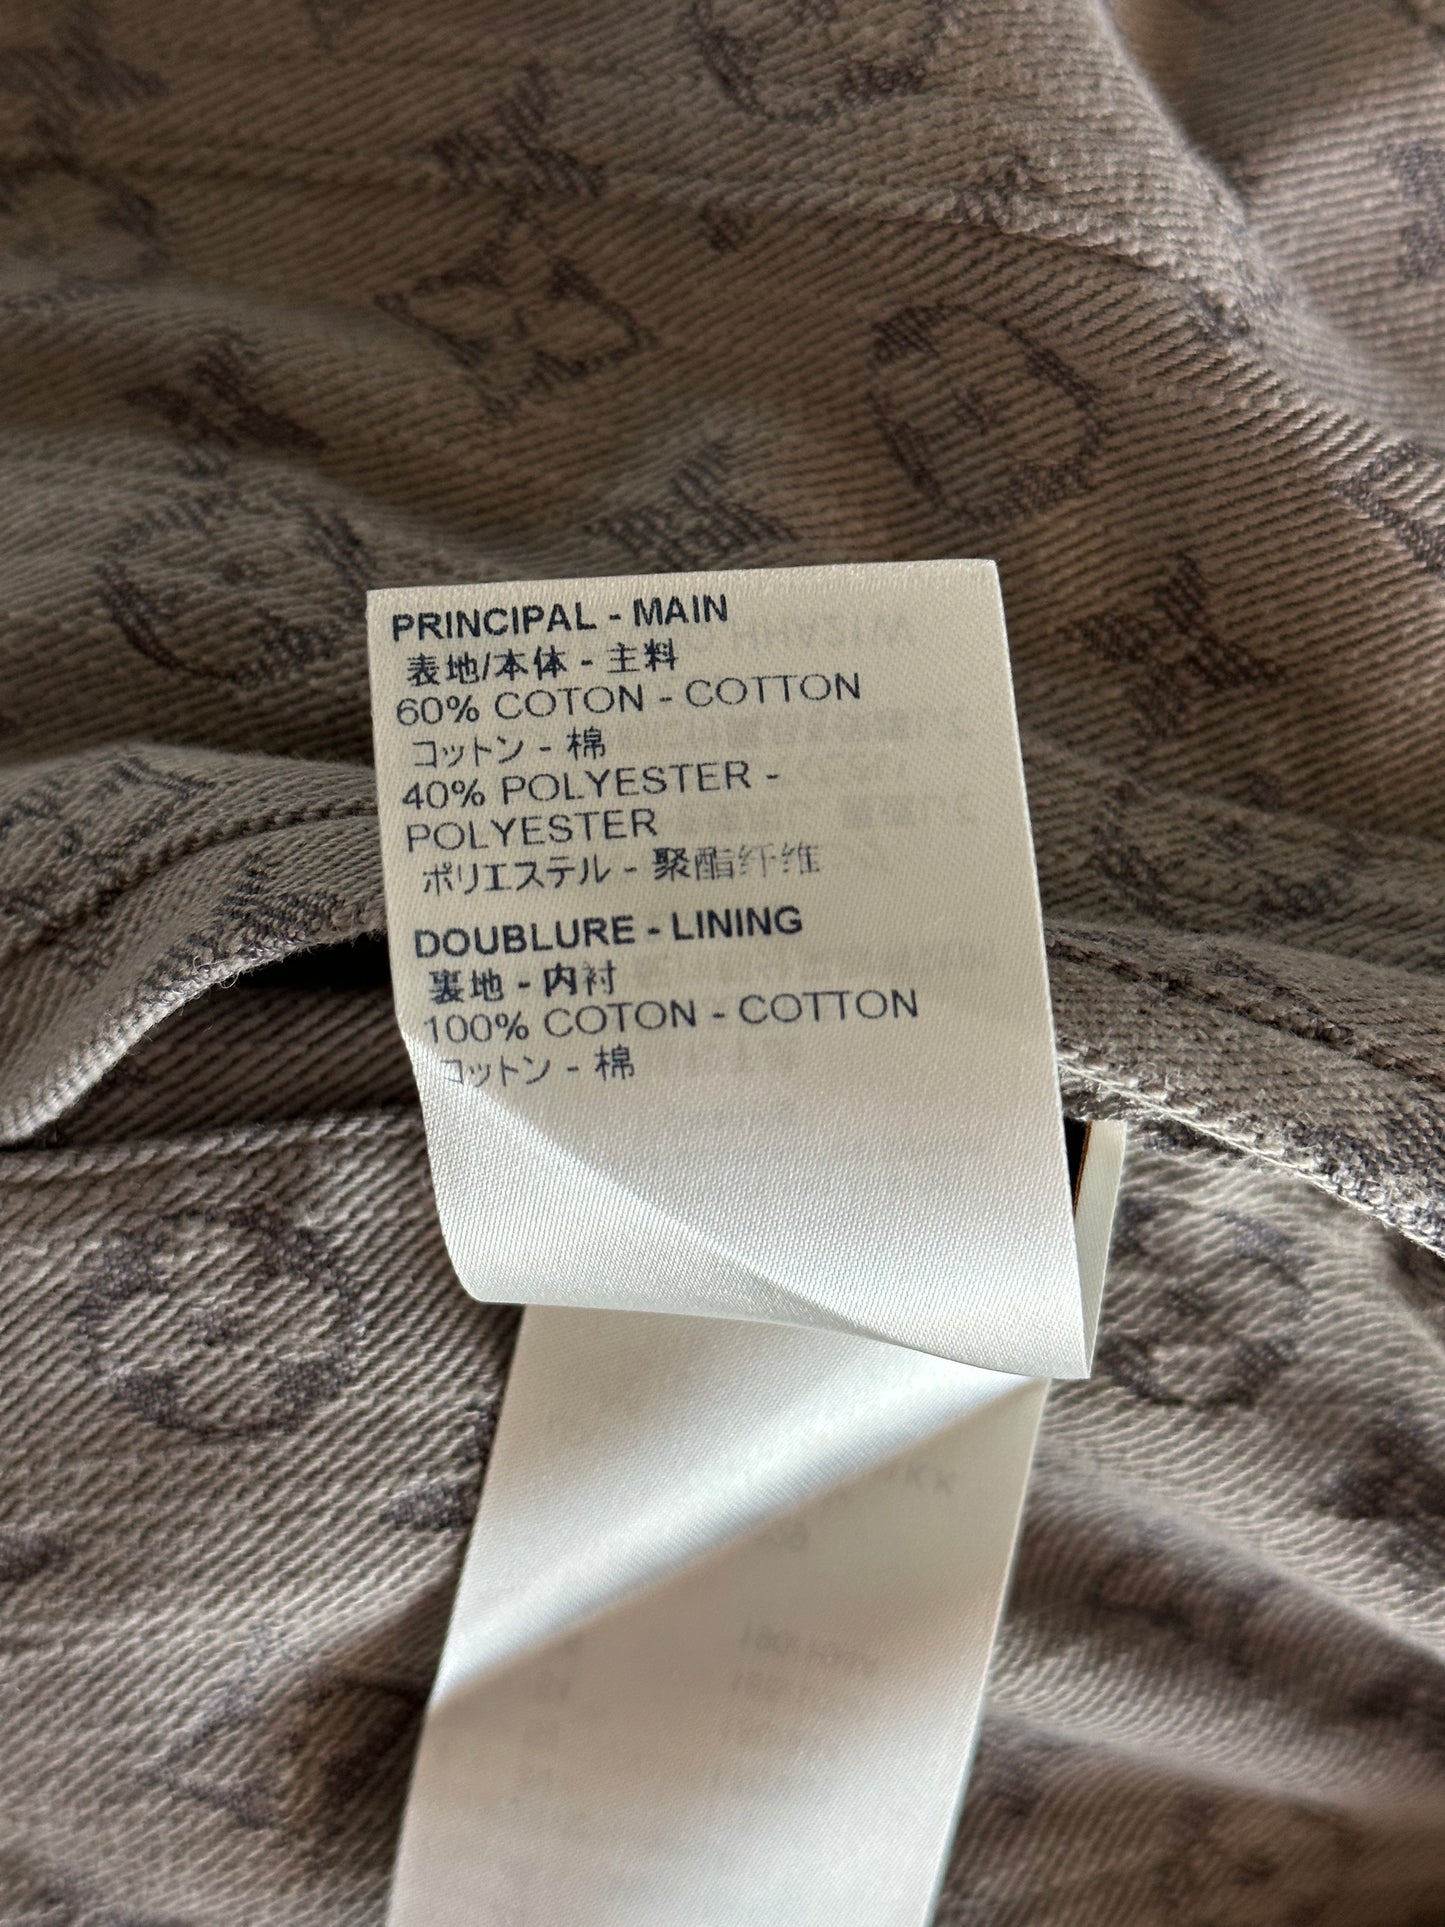 PRINCIPAL - MAIN
表地/本体 - 主料
60% COTON - COTTON
コットン - 棉
40% POLYESTER -
POLYESTER
ポリエステル - 聚酯纤维
DOUBLURE - LINING
裏地 - 内衬
100% COTON - COTTON
コットン - 棉